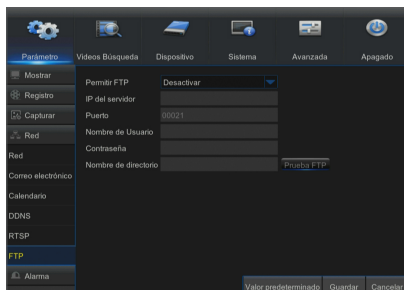 Parámetro Vídeos Búsqueda Dispositivo Sistema Avanzada Apagado
Mostrar
Registro
Capturar
Red
Red
Correo electrónico
Calendario
DDNS
RTSP
FTP
Alarma
Permitir FTP Desactivar
IP del servidor
Puerto 00021
Nombre de Usuario
Contraseña
Nombre de directorio Prueba FTP
Valor predeterminado Guardar Cancelar